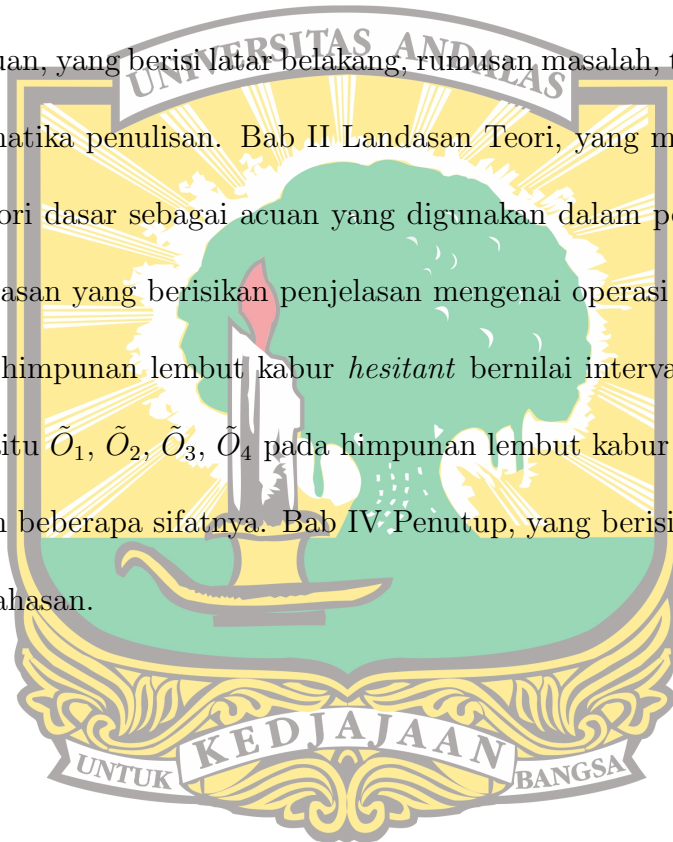 UNIVERSITAS ANDALAS
uan, yang berisi latar belakang, rumusan masalah, t
natika penulisan. Bab II Landasan Teori, yang m
ori dasar sebagai acuan yang digunakan dalam p
asan yang berisikan penjelasan mengenai operasi
himpunan lembut kabur hesitant bernilai interva
itu Õ₁, Õ₂, Õ₃, Õ₄ pada himpunan lembut kabur
n beberapa sifatnya. Bab IV Penutup, yang berisi
ahasan.
UNTUK KEDJAJAAN BANGSA